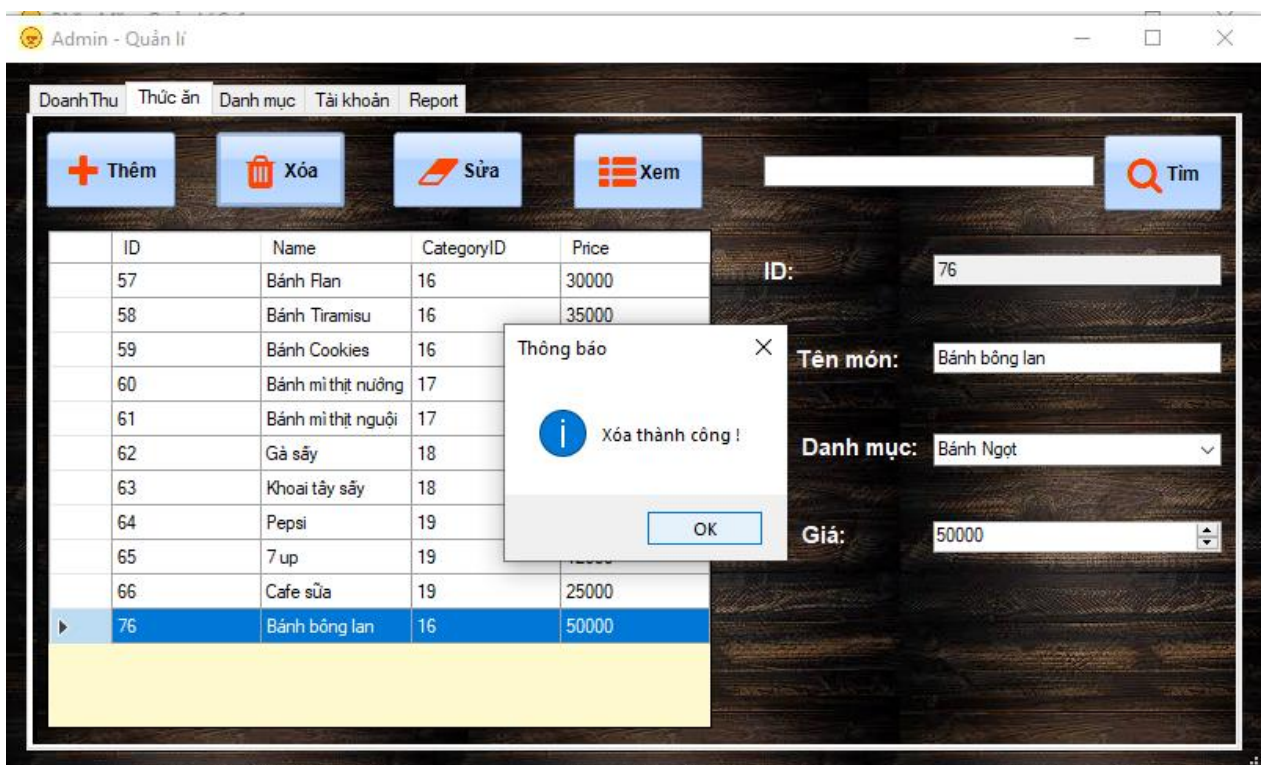 Admin - Quản lí
DoanhThu Thức ăn Danh mục Tài khoản Report
Thêm Xóa Sửa Xem Tìm
ID Name CategoryID Price
57 Bánh Flan 16 30000
58 Bánh Tiramisu 16 35000
59 Bánh Cookies 16
60 Bánh mì thịt nướng 17
61 Bánh mì thịt nguội 17
62 Gà sấy 18
63 Khoai tây sấy 18
64 Pepsi 19
65 7 up 19
66 Cafe sữa 19 25000
76 Bánh bông lan 16 50000
Thông báo
Xóa thành công !
OK
ID: 76
Tên món: Bánh bông lan
Danh mục: Bánh Ngọt
Giá: 50000